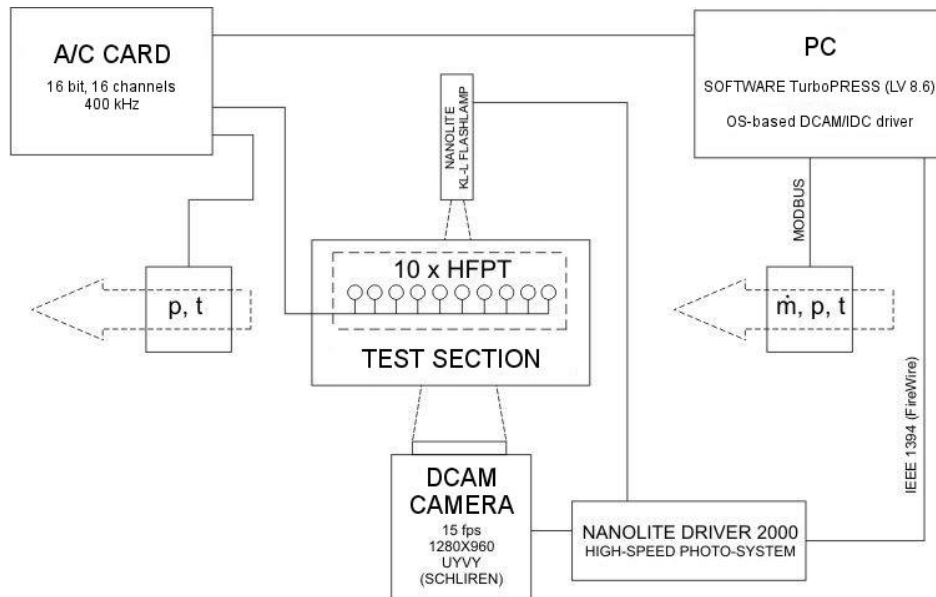 A/C CARD
16 bit, 16 channels
400 kHz
PC
SOFTWARE TurboPRESS (LV 8.6)
OS-based DCAM/IDC driver
NANOLITE
KL-L FLASHLAMP
MODBUS
10 x HFPT
TEST SECTION
p, t
ṁ, p, t
IEEE 1394 (FireWire)
DCAM
CAMERA
15 fps
1280X960
UYVY
(SCHLIREN)
NANOLITE DRIVER 2000
HIGH-SPEED PHOTO-SYSTEM